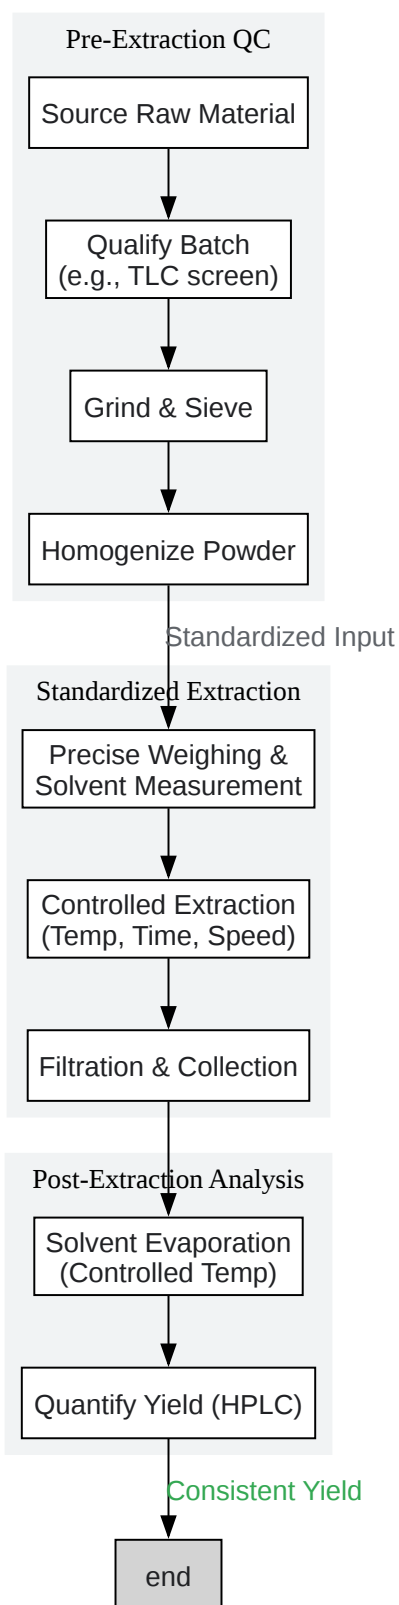 Pre-Extraction QC
Source Raw Material
Qualify Batch
(e.g., TLC screen)
Grind & Sieve
Homogenize Powder
Standardized Input
Standardized Extraction
Precise Weighing &
Solvent Measurement
Controlled Extraction
(Temp, Time, Speed)
Filtration & Collection
Post-Extraction Analysis
Solvent Evaporation
(Controlled Temp)
Quantify Yield (HPLC)
Consistent Yield
end